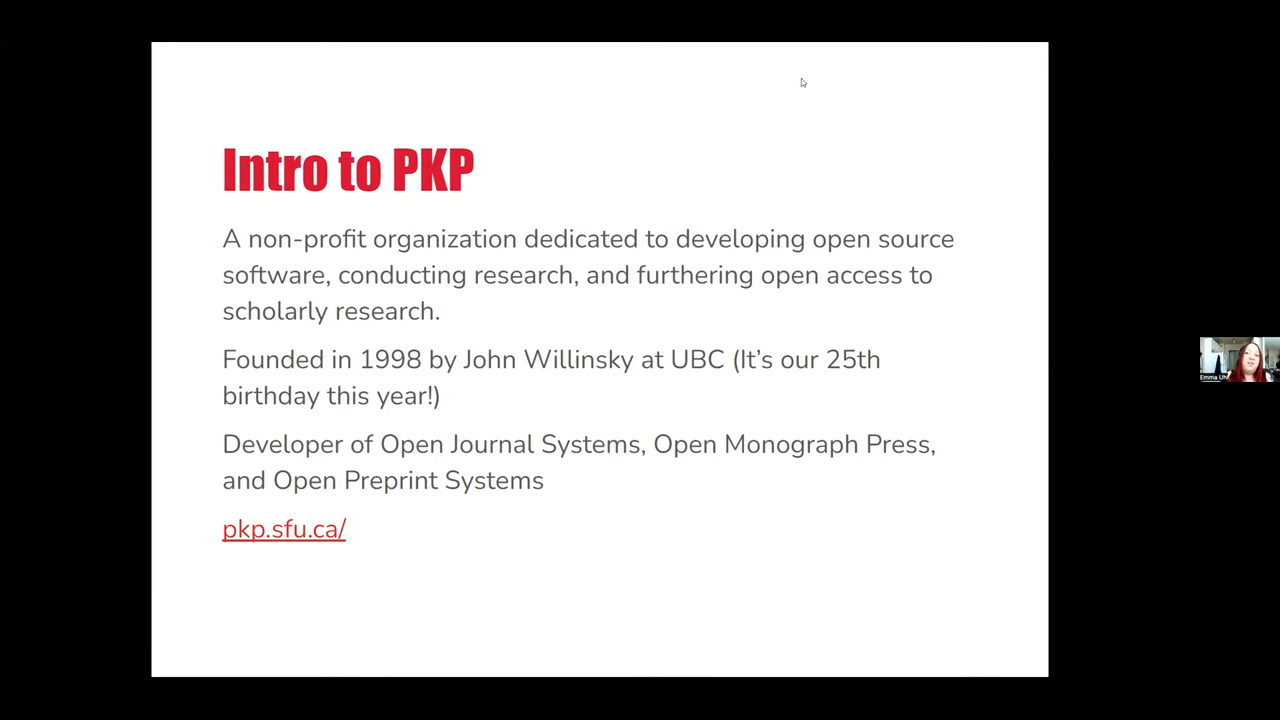 Intro to PKP
A non-profit organization dedicated to developing open source
software, conducting research, and furthering open access to
scholarly research.
Founded in 1998 by John Willinsky at UBC (It’s our 25th
birthday this year!)
Developer of Open Journal Systems, Open Monograph Press,
and Open Preprint Systems
pkp.sfu.ca/
Emma